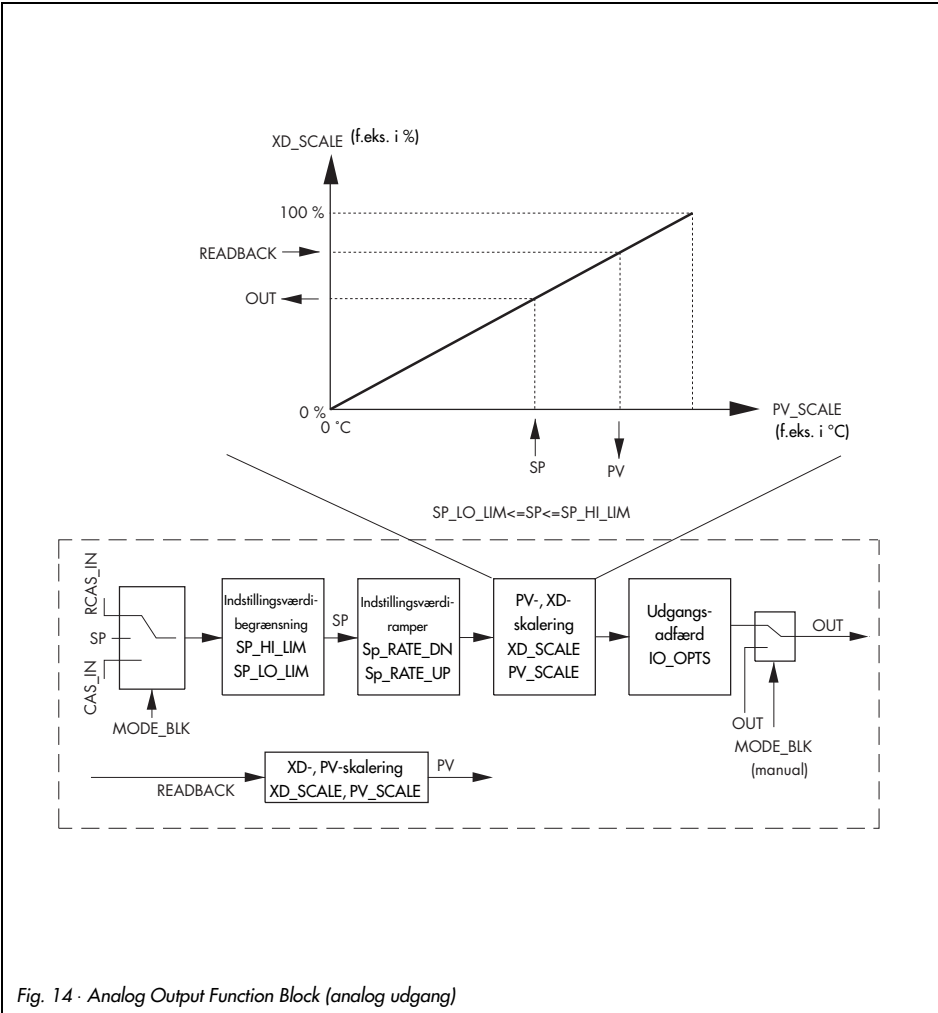 XD_SCALE (f.eks. i %)
100 %
READBACK
OUT
0 %
0 °C
PV_SCALE
(f.eks. i °C)
SP
PV
SP_LO_LIM<=SP<=SP_HI_LIM
RCAS_IN
SP
CAS_IN
MODE_BLK
Indstillingsværdi-
begrænsning
SP_HI_LIM
SP_LO_LIM
SP
Indstillingsværdi-
ramper
Sp_RATE_DN
Sp_RATE_UP
PV-, XD-
skalering
XD_SCALE
PV_SCALE
Udgangs-
adfærd
IO_OPTS
OUT
OUT
MODE_BLK
(manual)
READBACK
XD-, PV-skalering
XD_SCALE, PV_SCALE
PV
Fig. 14 · Analog Output Function Block (analog udgang)